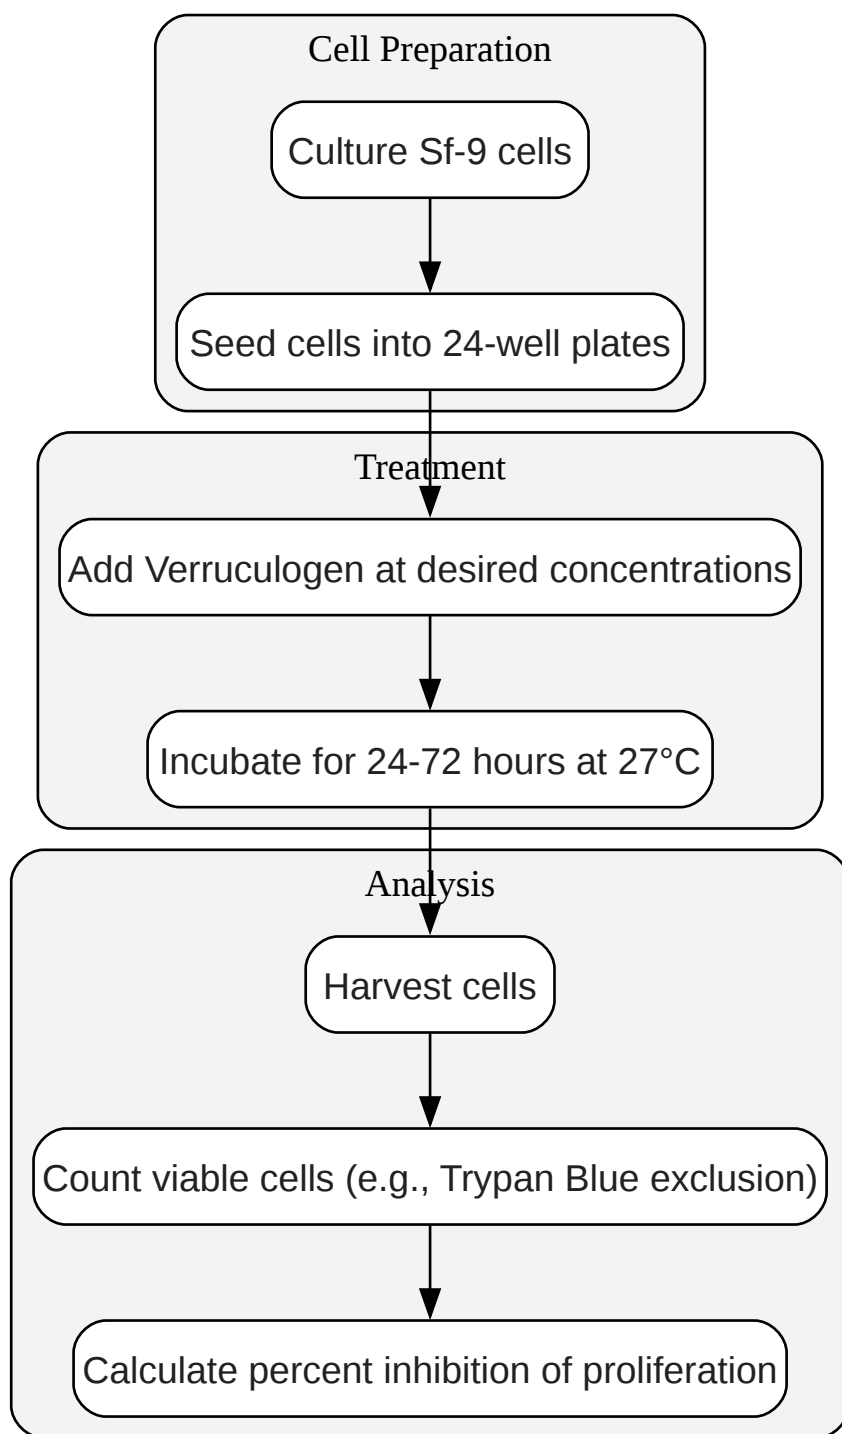 Cell Preparation
Culture Sf-9 cells
Seed cells into 24-well plates
Treatment
Add Verruculogen at desired concentrations
Incubate for 24-72 hours at 27°C
Analysis
Harvest cells
Count viable cells (e.g., Trypan Blue exclusion)
Calculate percent inhibition of proliferation